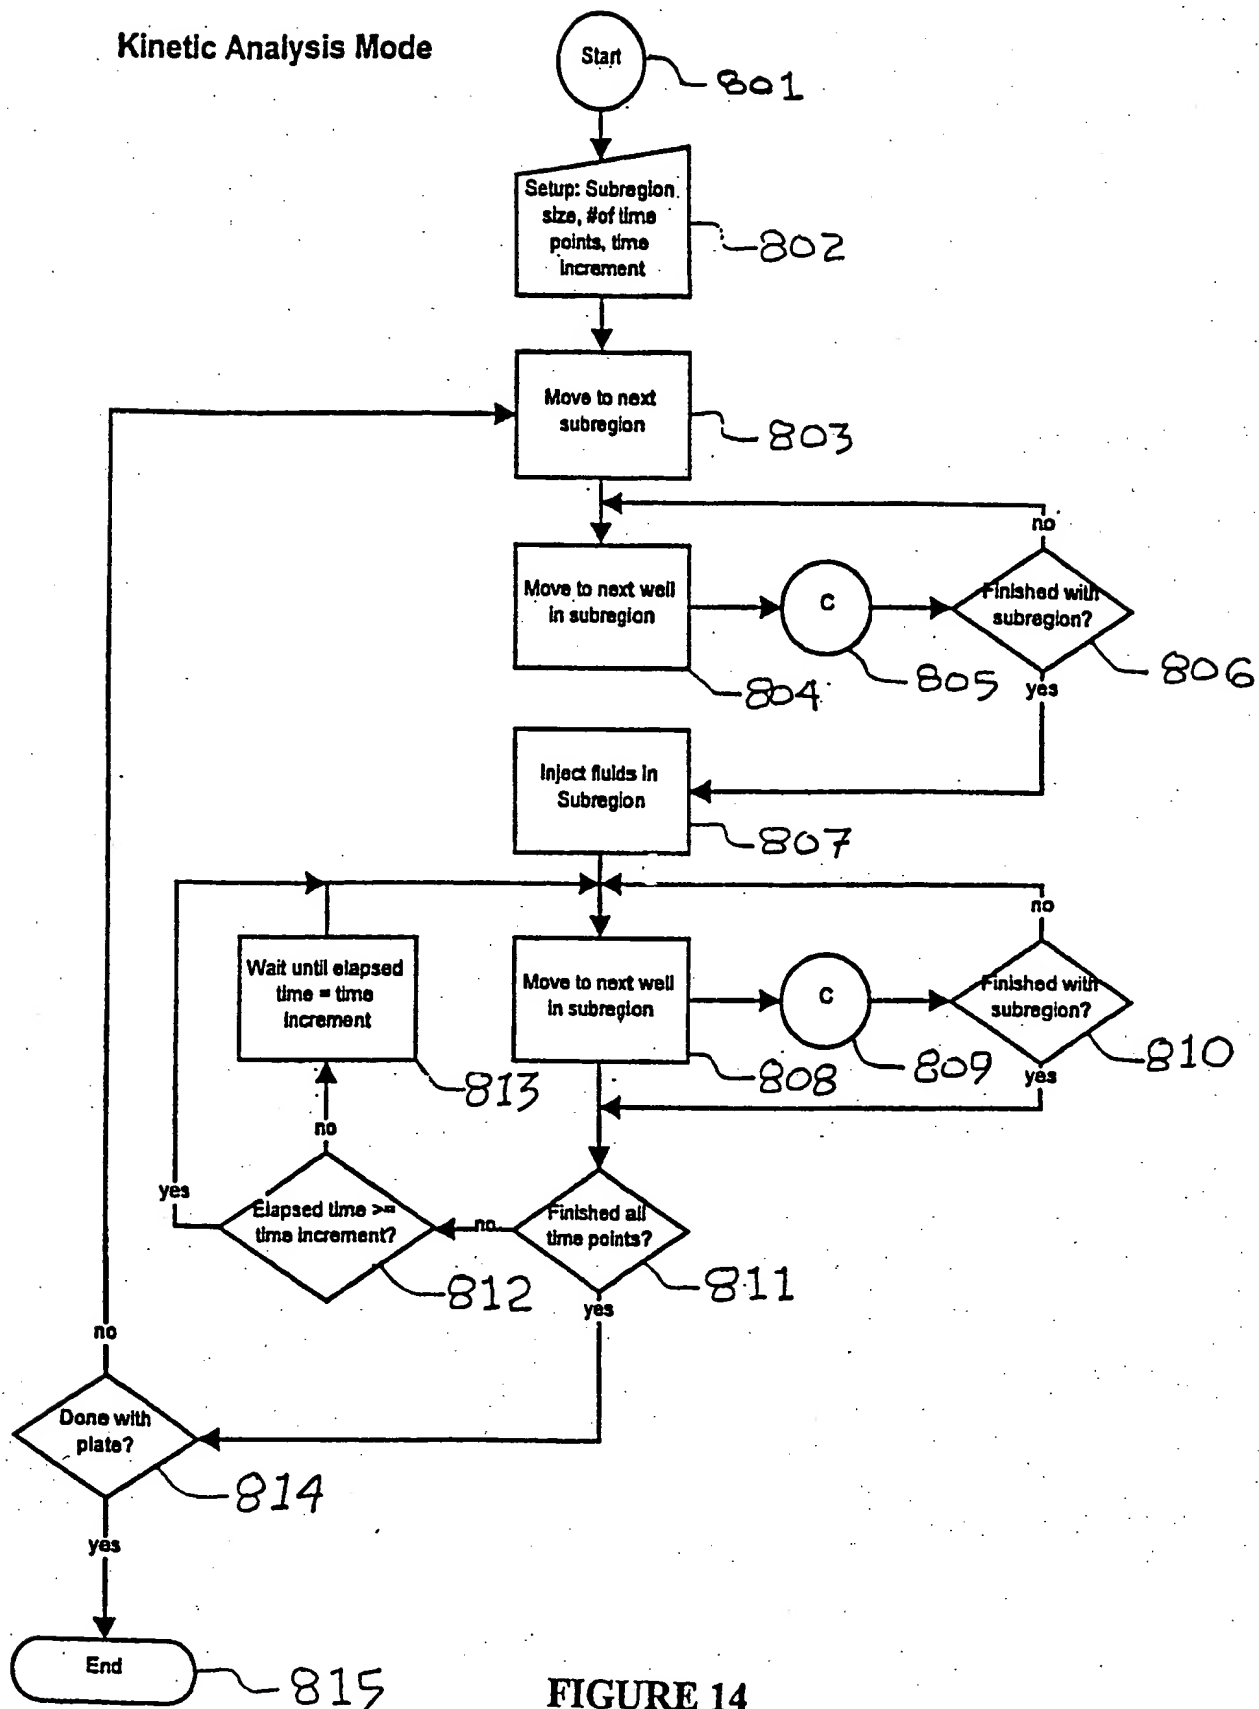 Kinetic Analysis Mode
Start
801
Setup: Subregion
size, #of time
points, time
increment
802
Move to next
subregion
803
no
Move to next well
in subregion
C
Finished with
subregion?
804
805
806
yes
Inject fluids in
Subregion
807
no
Wait until elapsed
time = time
increment
Move to next well
in subregion
C
Finished with
subregion?
813
808
809
810
yes
no
yes
Elapsed time >=
time increment?
no
Finished all
time points?
812
811
yes
no
Done with
plate?
814
yes
End
815
FIGURE 14